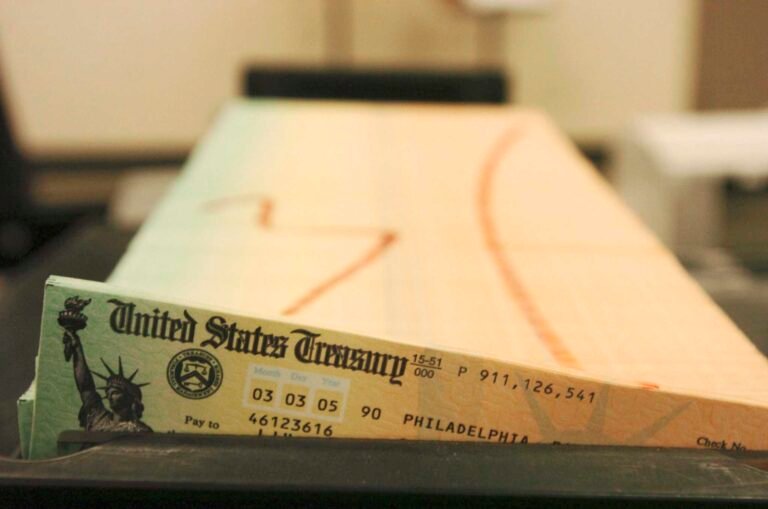 United States Treasury 15-51 000 P 911,126,541
Month Day Year
03 03 05 90 PHILADELPHIA
Check No.
Pay to 46123616